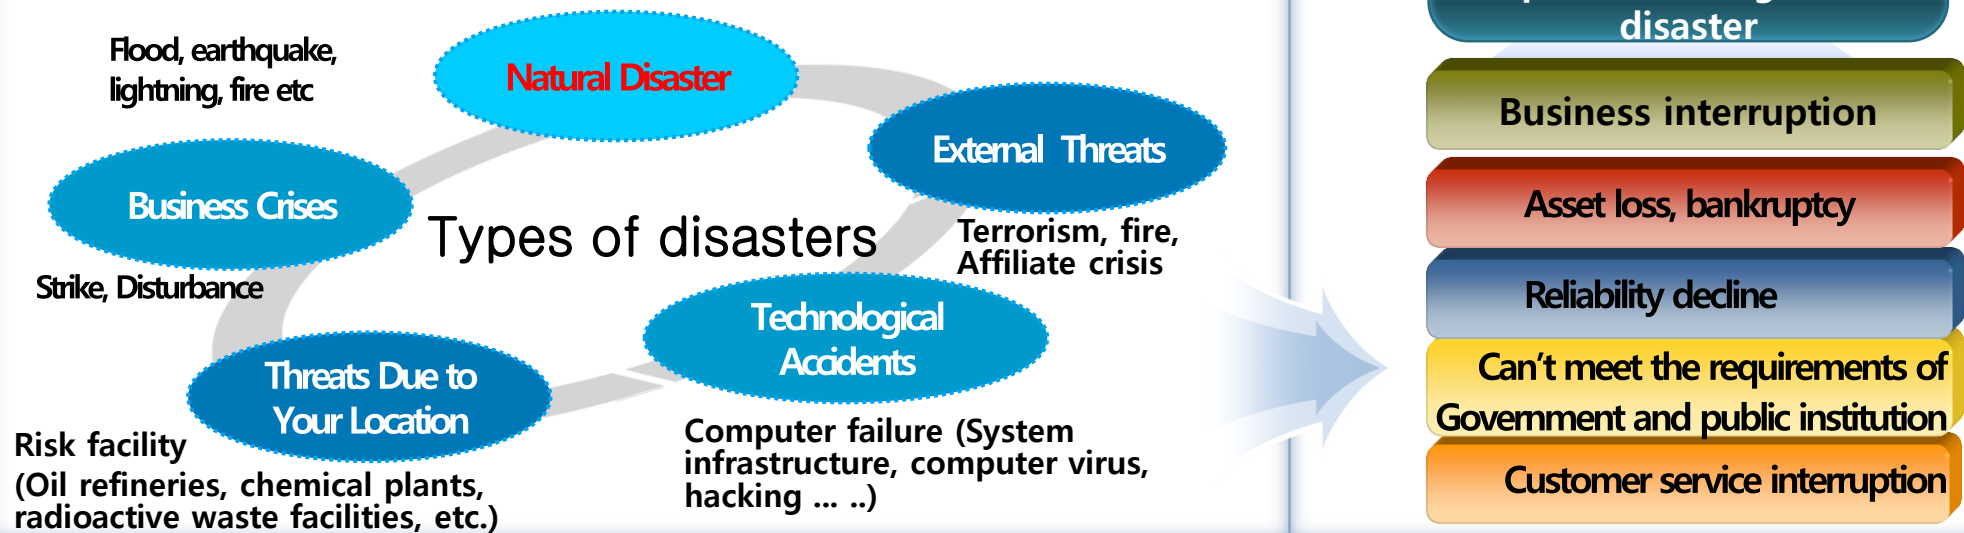 Flood, earthquake,
lightning, fire etc
Natural Disaster
External Threats
Terrorism, fire,
Affiliate crisis
Business Crises
Strike, Disturbance
Types of disasters
Technological
Accidents
Computer failure (System
infrastructure, computer virus,
hacking ... ..)
Threats Due to
Your Location
Risk facility
(Oil refineries, chemical plants,
radioactive waste facilities, etc.)
disaster
Business interruption
Asset loss, bankruptcy
Reliability decline
Can’t meet the requirements of
Government and public institution
Customer service interruption